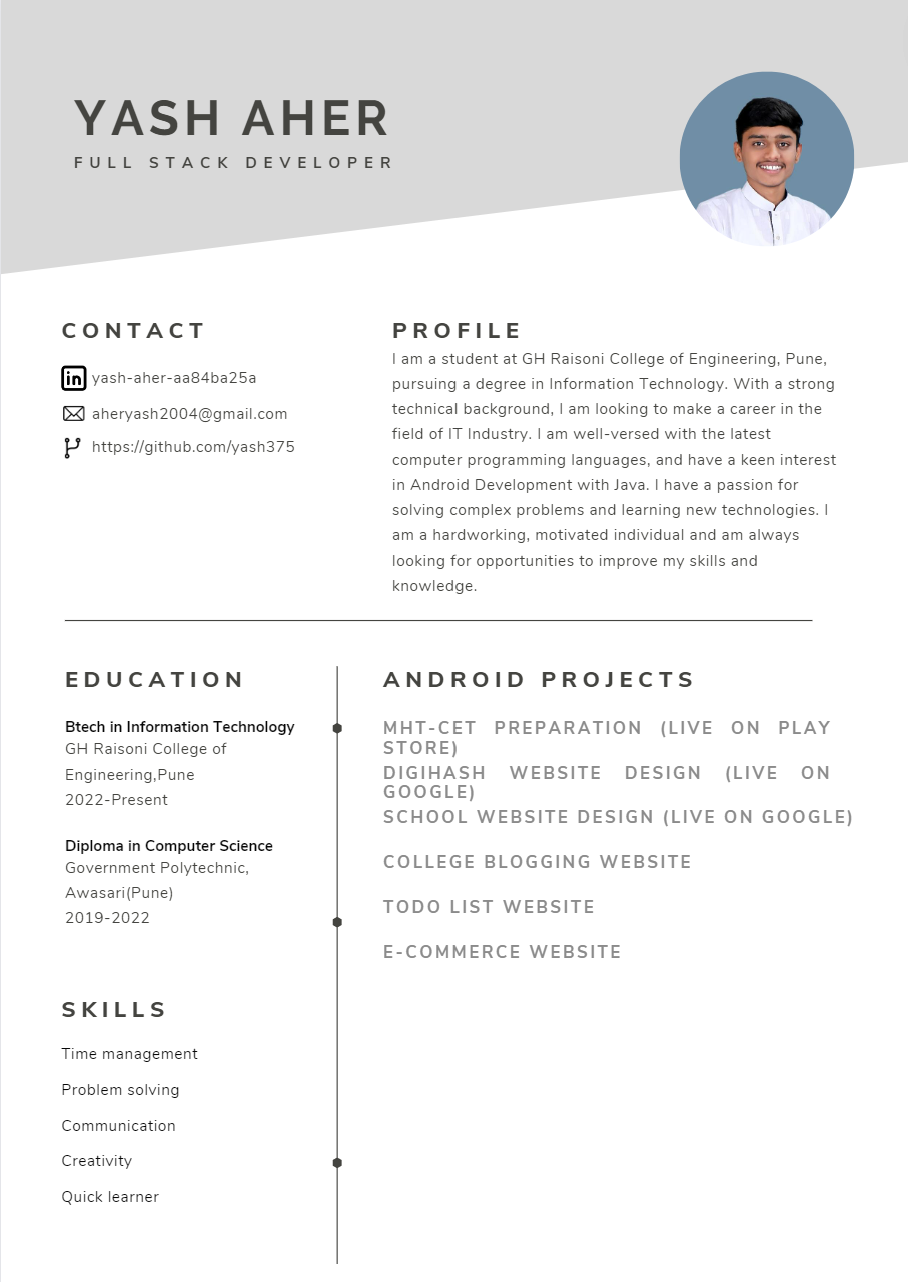 YASH AHER
FULL STACK DEVELOPER
CONTACT
yash-aher-aa84ba25a
aheryash2004@gmail.com
https://github.com/yash375
PROFILE
I am a student at GH Raisoni College of Engineering, Pune,
pursuing a degree in Information Technology. With a strong
technical background, I am looking to make a career in the
field of IT Industry. I am well-versed with the latest
computer programming languages, and have a keen interest
in Android Development with Java. I have a passion for
solving complex problems and learning new technologies. I
am a hardworking, motivated individual and am always
looking for opportunities to improve my skills and
knowledge.
EDUCATION
Btech in Information Technology
GH Raisoni College of
Engineering,Pune
2022-Present
Diploma in Computer Science
Government Polytechnic,
Awasari(Pune)
2019-2022
SKILLS
Time management
Problem solving
Communication
Creativity
Quick learner
ANDROID PROJECTS
MHT-CET PREPARATION (LIVE ON PLAY
STORE)
DIGIHASH WEBSITE DESIGN (LIVE ON
GOOGLE)
SCHOOL WEBSITE DESIGN (LIVE ON GOOGLE)
COLLEGE BLOGGING WEBSITE
TODO LIST WEBSITE
E-COMMERCE WEBSITE